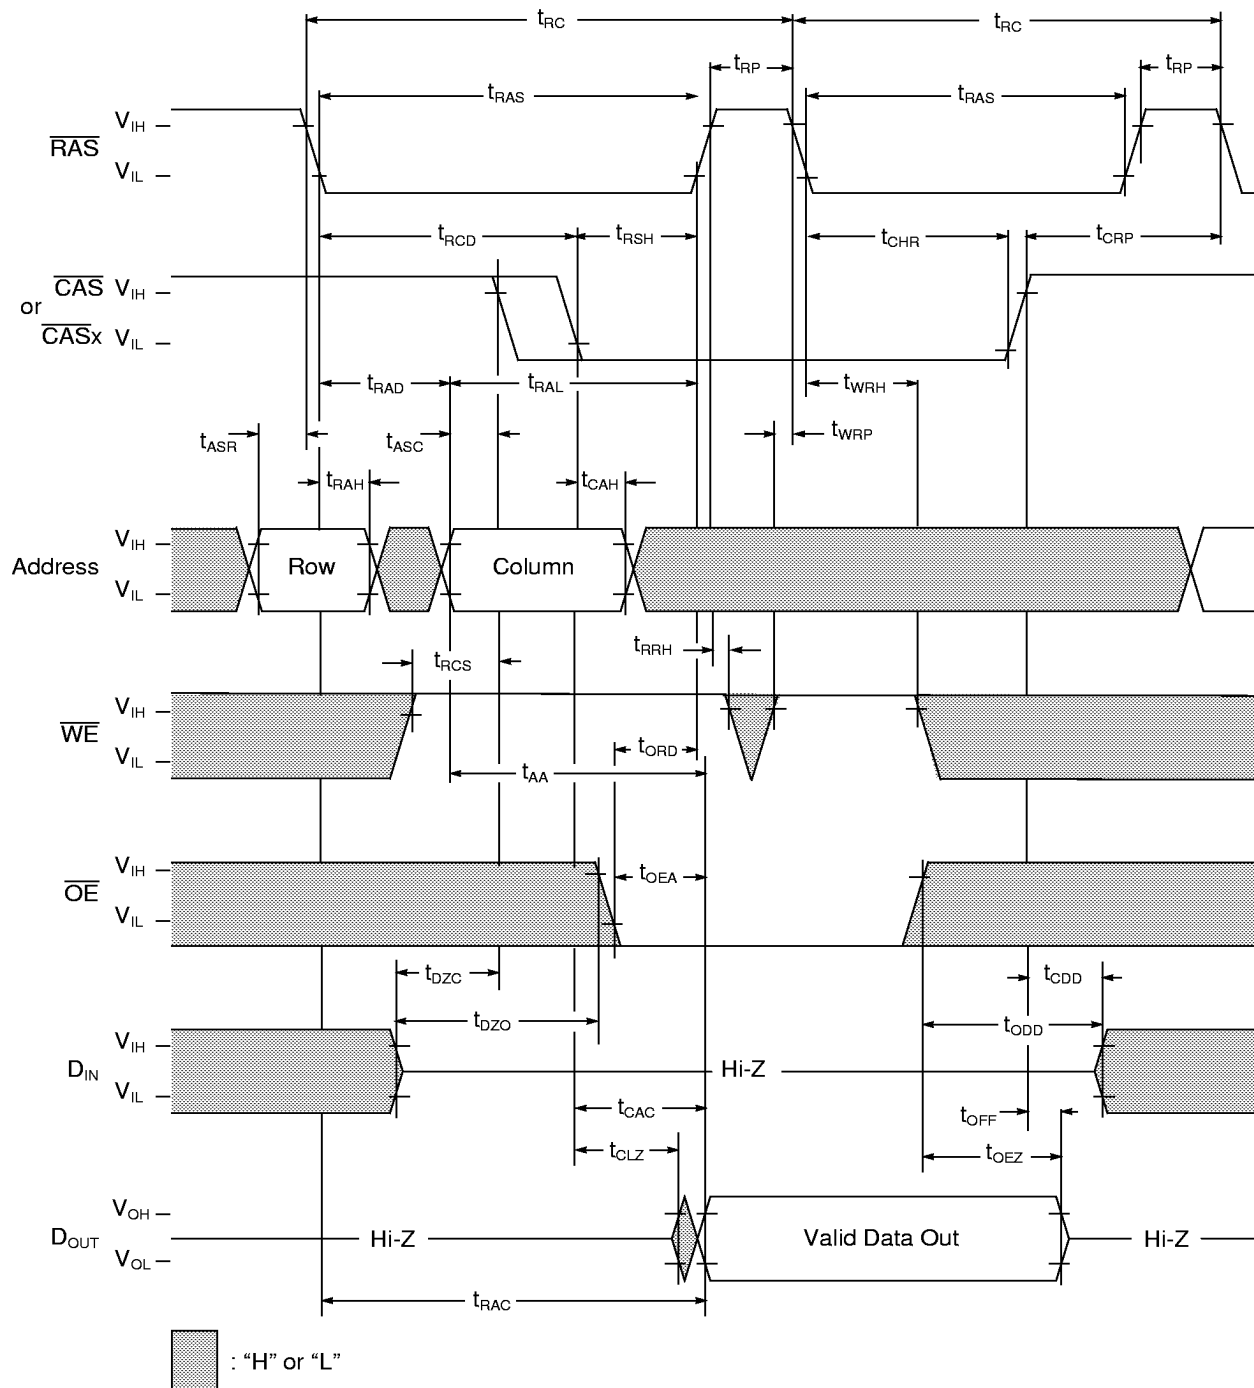 tRC tRC
tRP tRP
tRAS tRAS
RAS VIH
VIL
tRCD tRSH tCHR tCRP
CAS VIH
or
CASx VIL
tRAD tRAL tWRH
tASR tASC tWRP
tRAH tCAH
Address VIH
Row Column
VIL
tRRH
tRCS
WE VIH
VIL
tORD
tAA
OE VIH
VIL
tOEA
tDZC tCDD
tDZO tODD
DIN VIH
Hi-Z
VIL
tCAC tOFF
tCLZ tOEZ
DOUT VOH
Hi-Z Valid Data Out Hi-Z
VOL
tRAC
: “H” or “L”